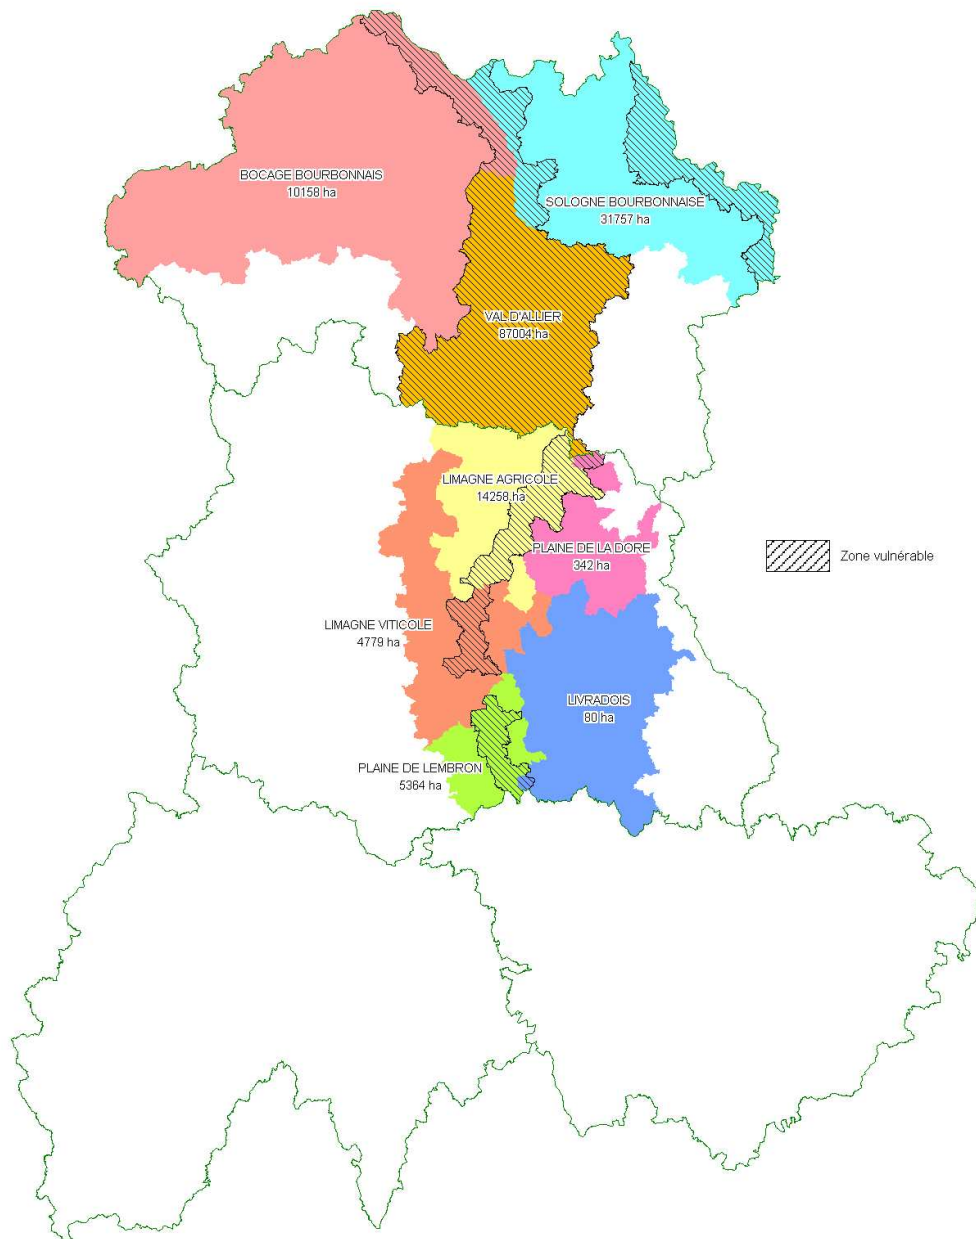 BOCAGE BOURBONNAIS
10158 ha
SOLOGNE BOURBONNAISE
31757 ha
VAL D'ALLIER
87004 ha
LIMAGNE AGRICOLE
14258 ha
PLAINE DE LA DORE
342 ha
Zone vulnérable
LIMAGNE VITICOLE
4779 ha
LIVRADOIS
80 ha
PLAINE DE LEMBRON
5364 ha